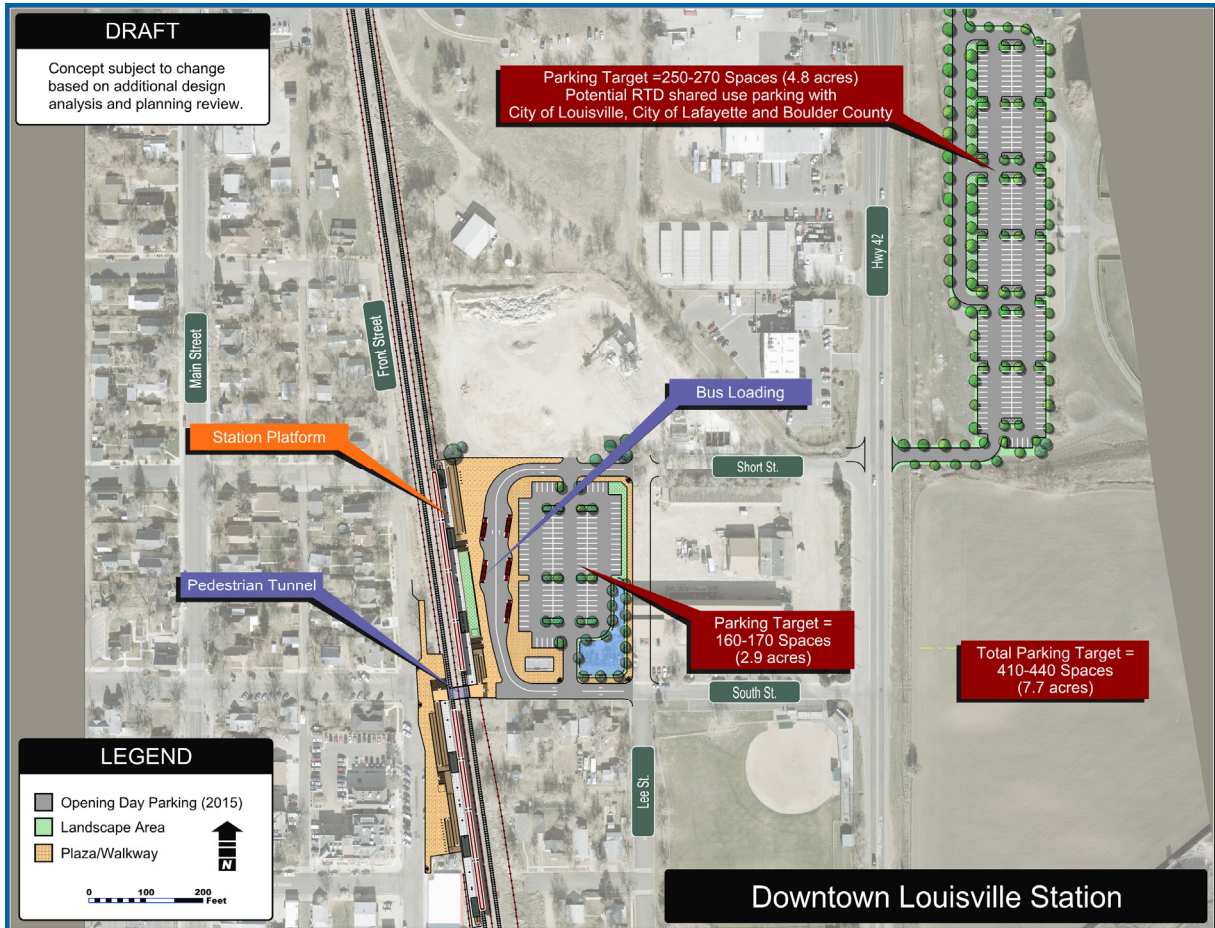 DRAFT
Concept subject to change
based on additional design
analysis and planning review.
Parking Target =250-270 Spaces (4.8 acres)
Potential RTD shared use parking with
City of Louisville, City of Lafayette and Boulder County
Hwy 42
Main Street
Front Street
Bus Loading
Station Platform
Short St.
Pedestrian Tunnel
Parking Target =
160-170 Spaces
(2.9 acres)
Total Parking Target =
410-440 Spaces
(7.7 acres)
South St.
Lee St.
LEGEND
Opening Day Parking (2015)
Landscape Area
Plaza/Walkway
N
0 100 200
Feet
Downtown Louisville Station